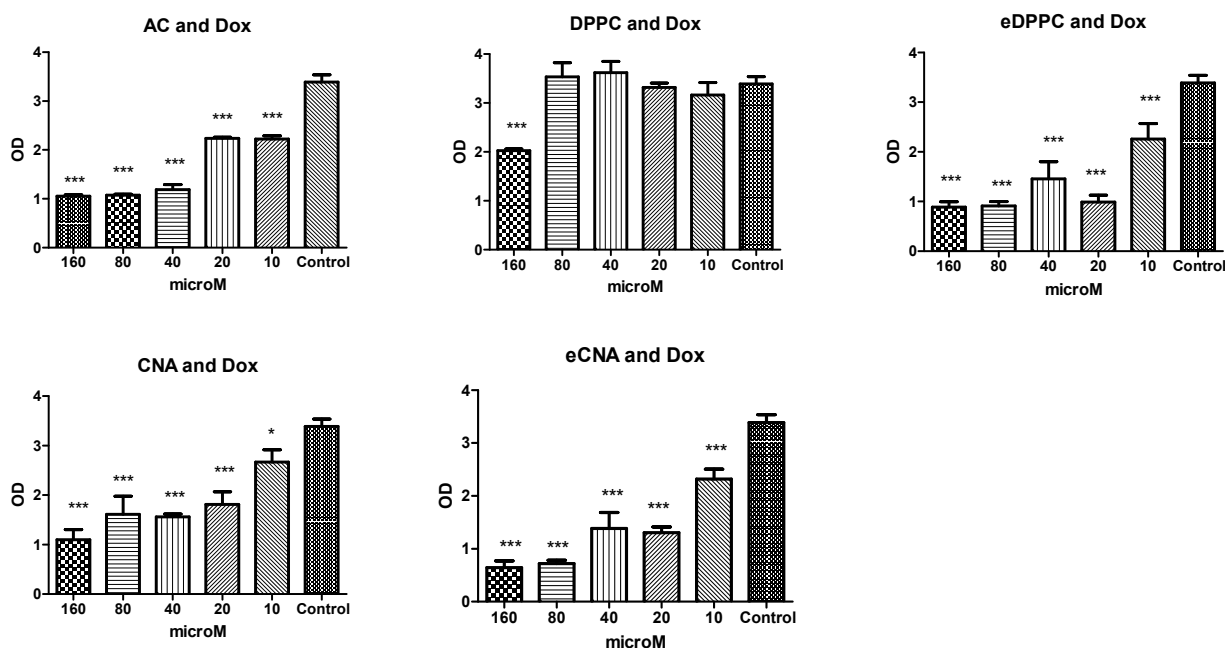 AC and Dox
4
3
2
1
0
OD
***
***
***
***
***
160 80 40 20 10 Control
microM
DPPC and Dox
4
3
2
1
0
OD
***
160 80 40 20 10 Control
microM
eDPPC and Dox
4
3
2
1
0
OD
***
***
***
***
***
160 80 40 20 10 Control
microM
CNA and Dox
4
3
2
1
0
OD
***
***
***
***
*
160 80 40 20 10 Control
microM
eCNA and Dox
4
3
2
1
0
OD
***
***
***
***
***
160 80 40 20 10 Control
microM